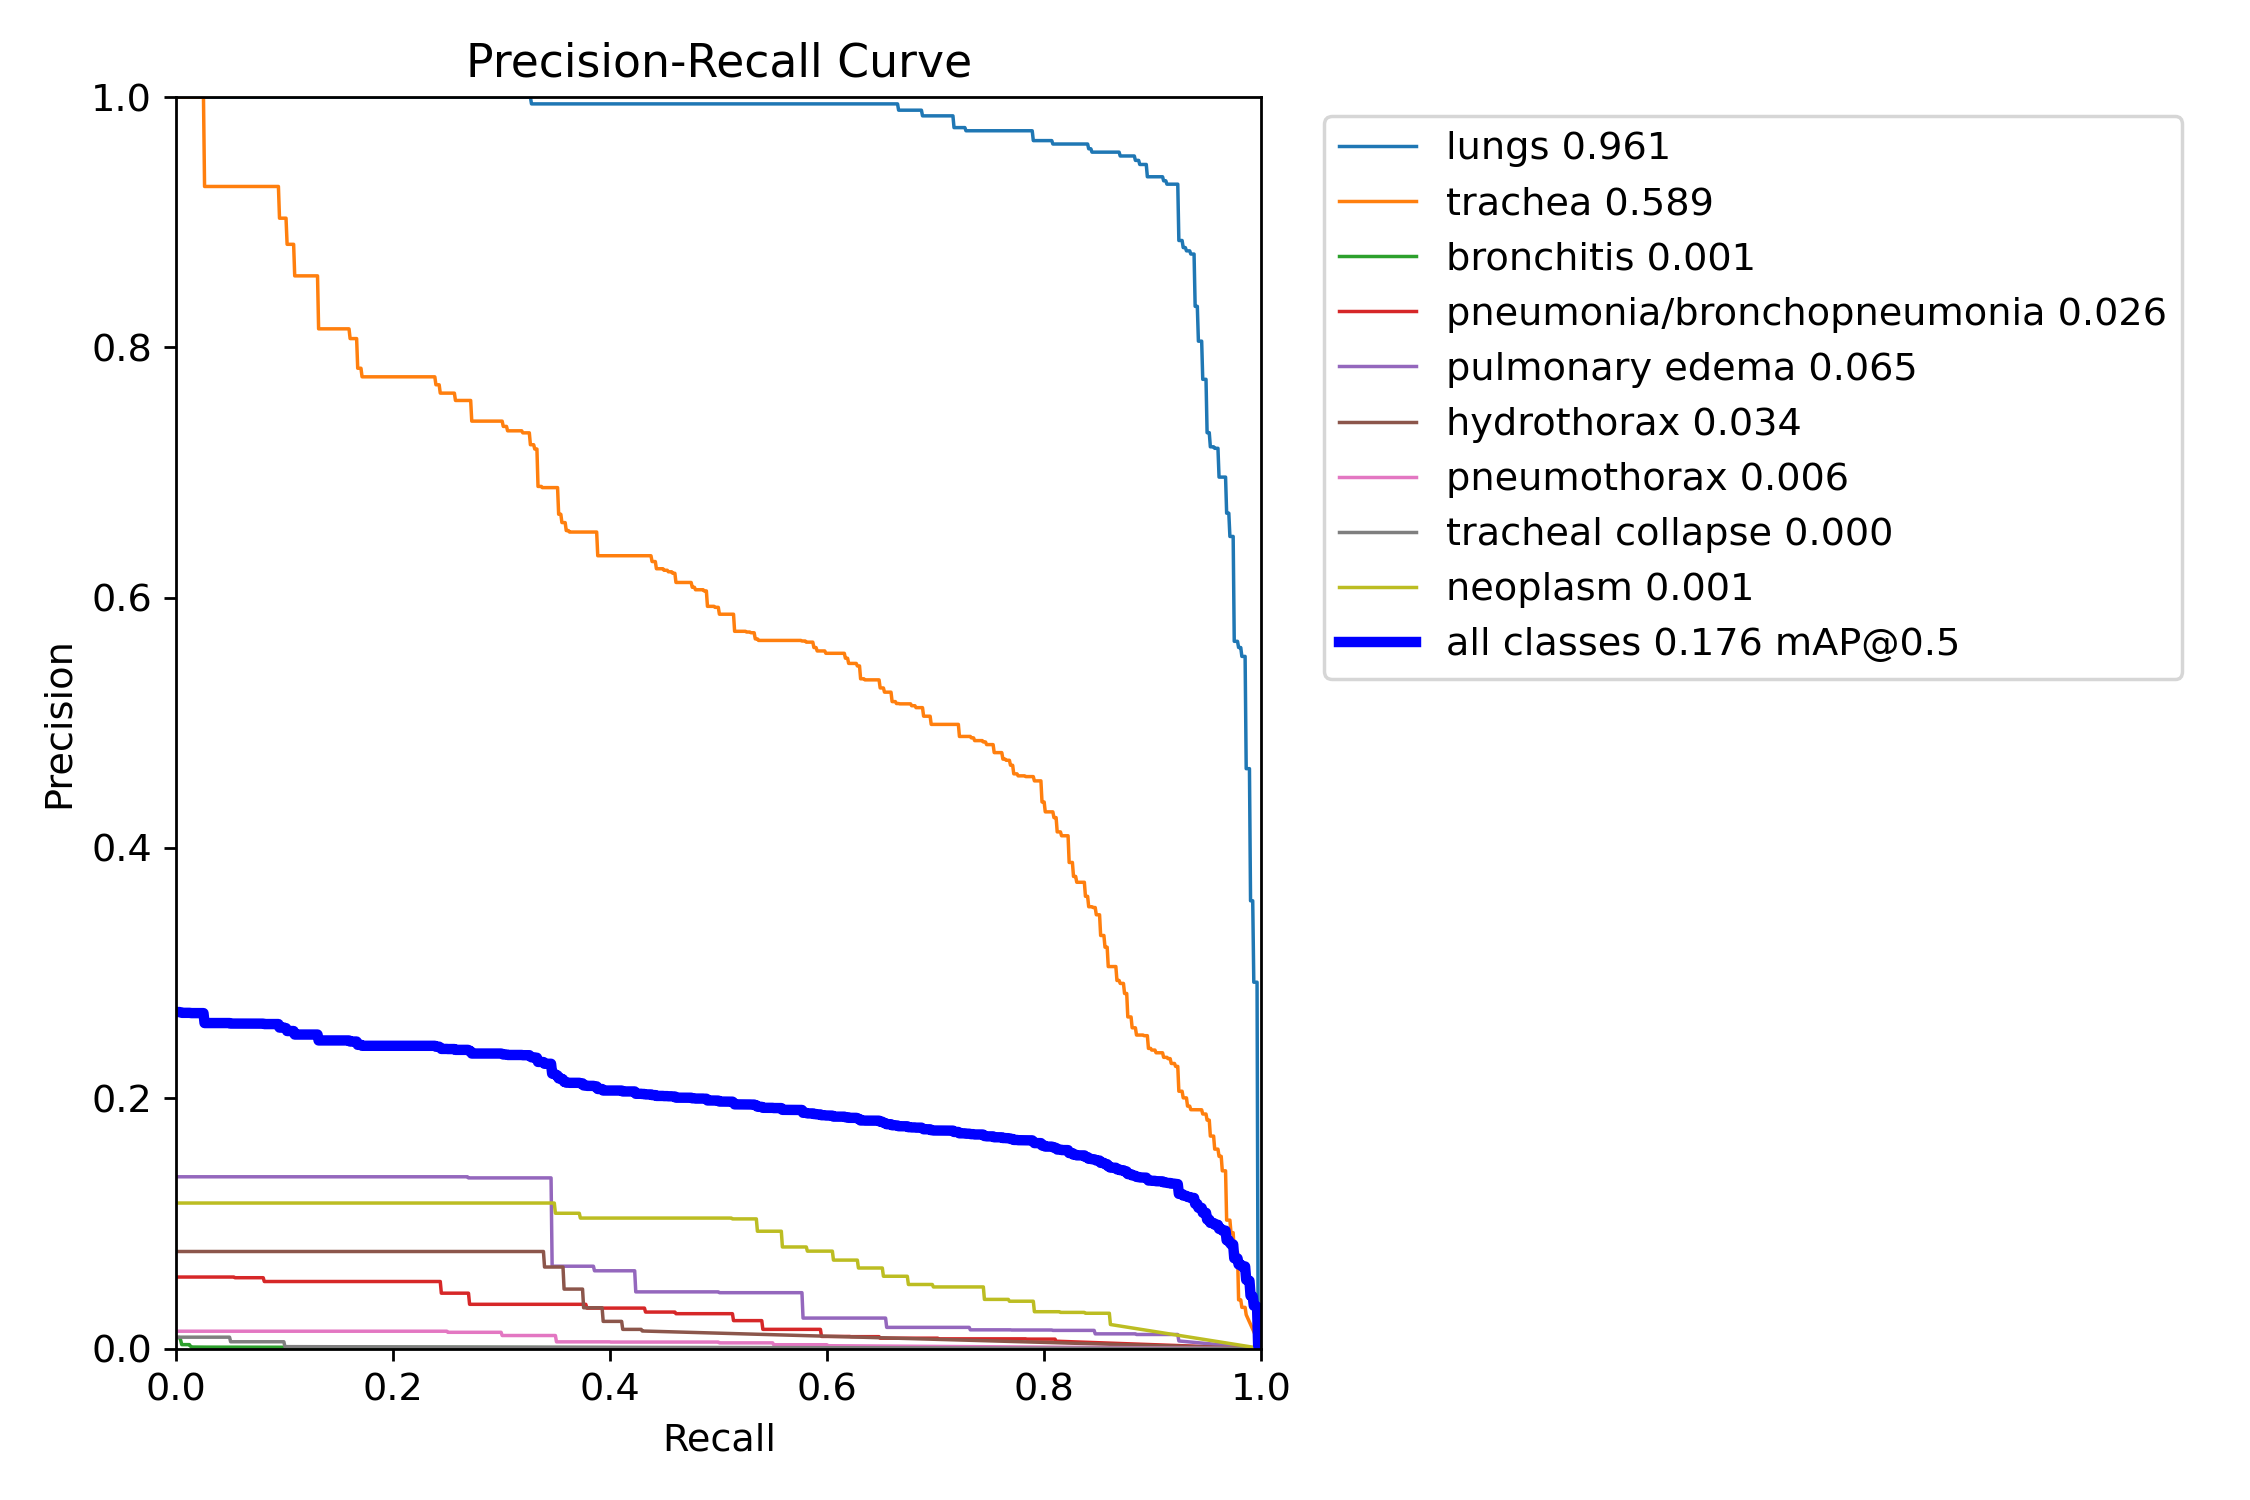 Precision-Recall Curve
1.0
0.8
0.6
0.4
0.2
0.0
Precision
0.0 0.2 0.4 0.6 0.8 1.0
Recall
lungs 0.961
trachea 0.589
bronchitis 0.001
pneumonia/bronchopneumonia 0.026
pulmonary edema 0.065
hydrothorax 0.034
pneumothorax 0.006
tracheal collapse 0.000
neoplasm 0.001
all classes 0.176 mAP@0.5